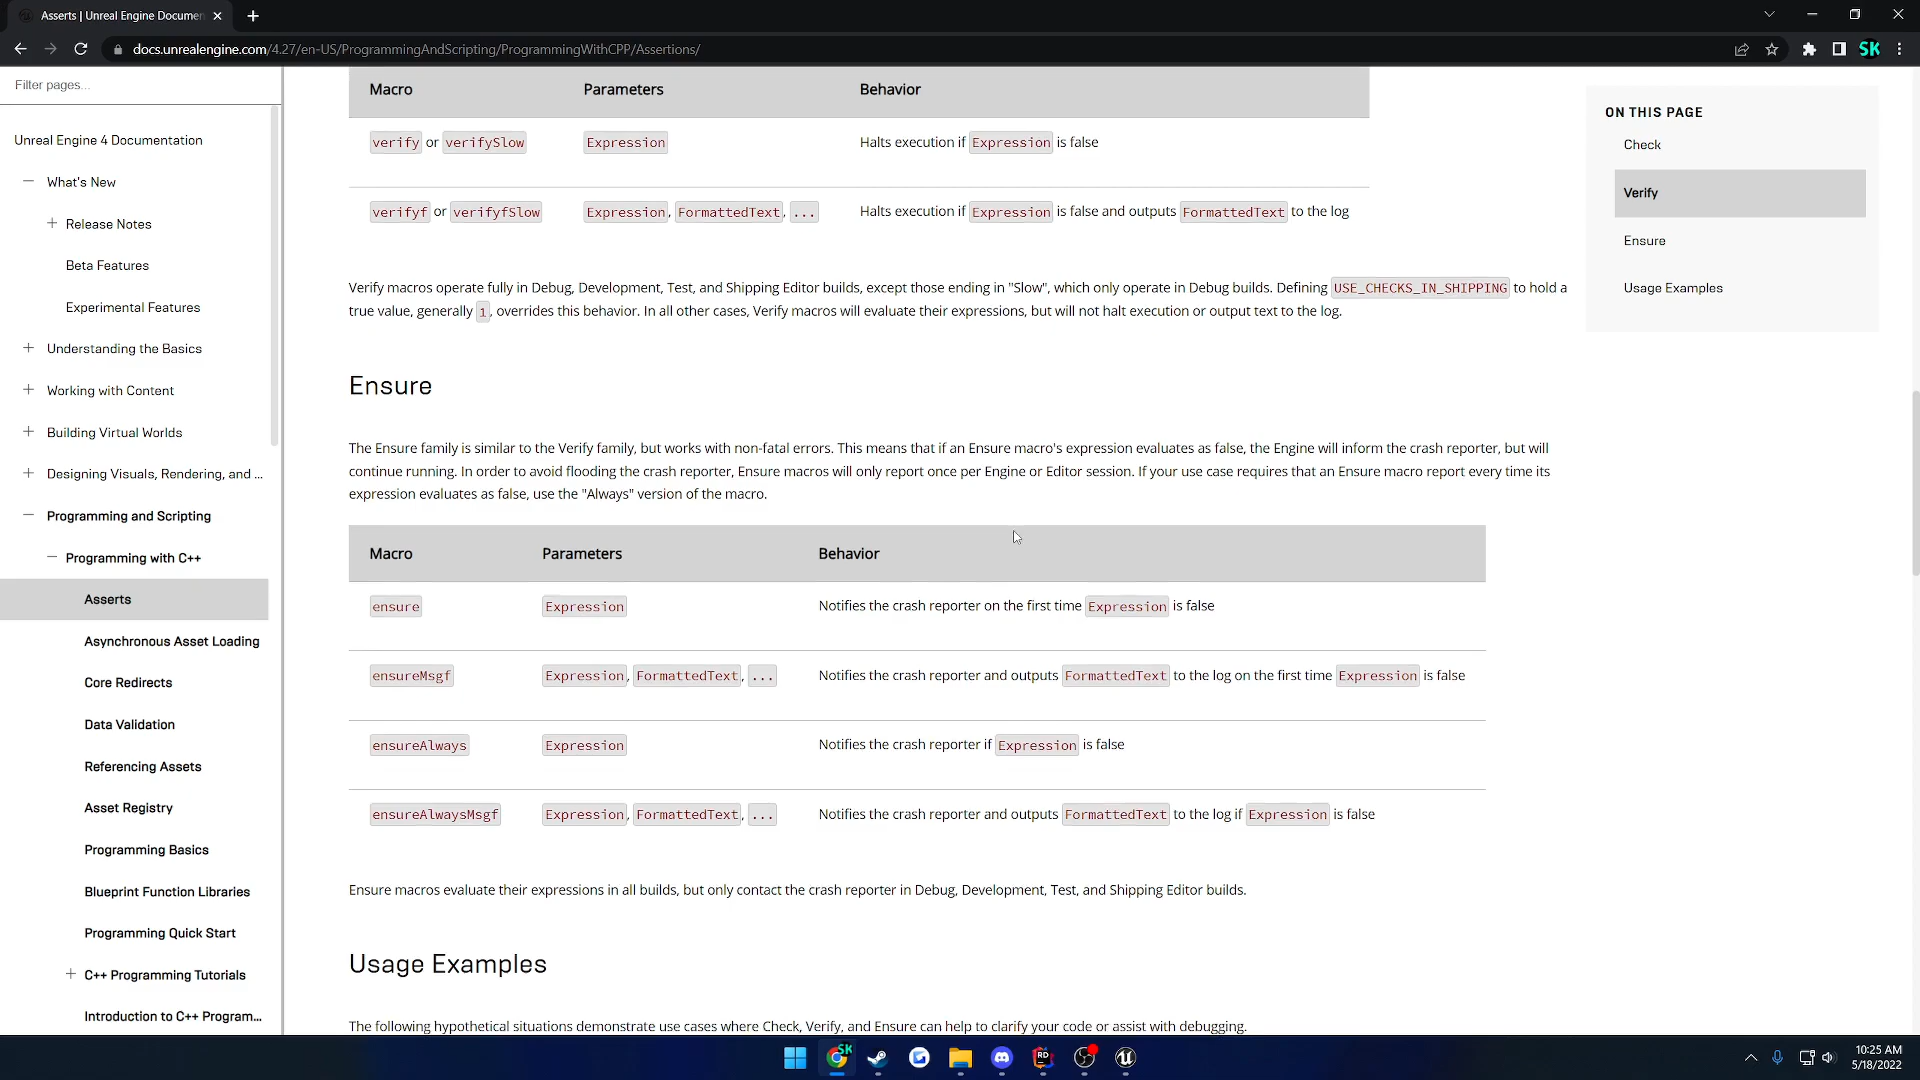 Asserts | Unreal Engine Documen
docs.unrealengine.com/4.27/en-US/ProgrammingAndScripting/ProgrammingWithCPP/Assertions/
SK
Filter pages...
Unreal Engine 4 Documentation
What's New
Release Notes
Beta Features
Experimental Features
Understanding the Basics
Working with Content
Building Virtual Worlds
Designing Visuals, Rendering, and ...
Programming and Scripting
Programming with C++
Asserts
Asynchronous Asset Loading
Core Redirects
Data Validation
Referencing Assets
Asset Registry
Programming Basics
Blueprint Function Libraries
Programming Quick Start
C++ Programming Tutorials
Introduction to C++ Program...
Macro Parameters Behavior
verify or verifySlow Expression Halts execution if Expression is false
verifyf or verifyfSlow Expression, FormattedText, ... Halts execution if Expression is false and outputs FormattedText to the log
Verify macros operate fully in Debug, Development, Test, and Shipping Editor builds, except those ending in "Slow", which only operate in Debug builds. Defining USE_CHECKS_IN_SHIPPING to hold a
true value, generally 1, overrides this behavior. In all other cases, Verify macros will evaluate their expressions, but will not halt execution or output text to the log.
Ensure
The Ensure family is similar to the Verify family, but works with non-fatal errors. This means that if an Ensure macro's expression evaluates as false, the Engine will inform the crash reporter, but will
continue running. In order to avoid flooding the crash reporter, Ensure macros will only report once per Engine or Editor session. If your use case requires that an Ensure macro report every time its
expression evaluates as false, use the "Always" version of the macro.
Macro Parameters Behavior
ensure Expression Notifies the crash reporter on the first time Expression is false
ensureMsgf Expression, FormattedText, ... Notifies the crash reporter and outputs FormattedText to the log on the first time Expression is false
ensureAlways Expression Notifies the crash reporter if Expression is false
ensureAlwaysMsgf Expression, FormattedText, ... Notifies the crash reporter and outputs FormattedText to the log if Expression is false
Ensure macros evaluate their expressions in all builds, but only contact the crash reporter in Debug, Development, Test, and Shipping Editor builds.
Usage Examples
The following hypothetical situations demonstrate use cases where Check, Verify, and Ensure can help to clarify your code or assist with debugging.
ON THIS PAGE
Check
Verify
Ensure
Usage Examples
SK
RD
10:25 AM
5/18/2022